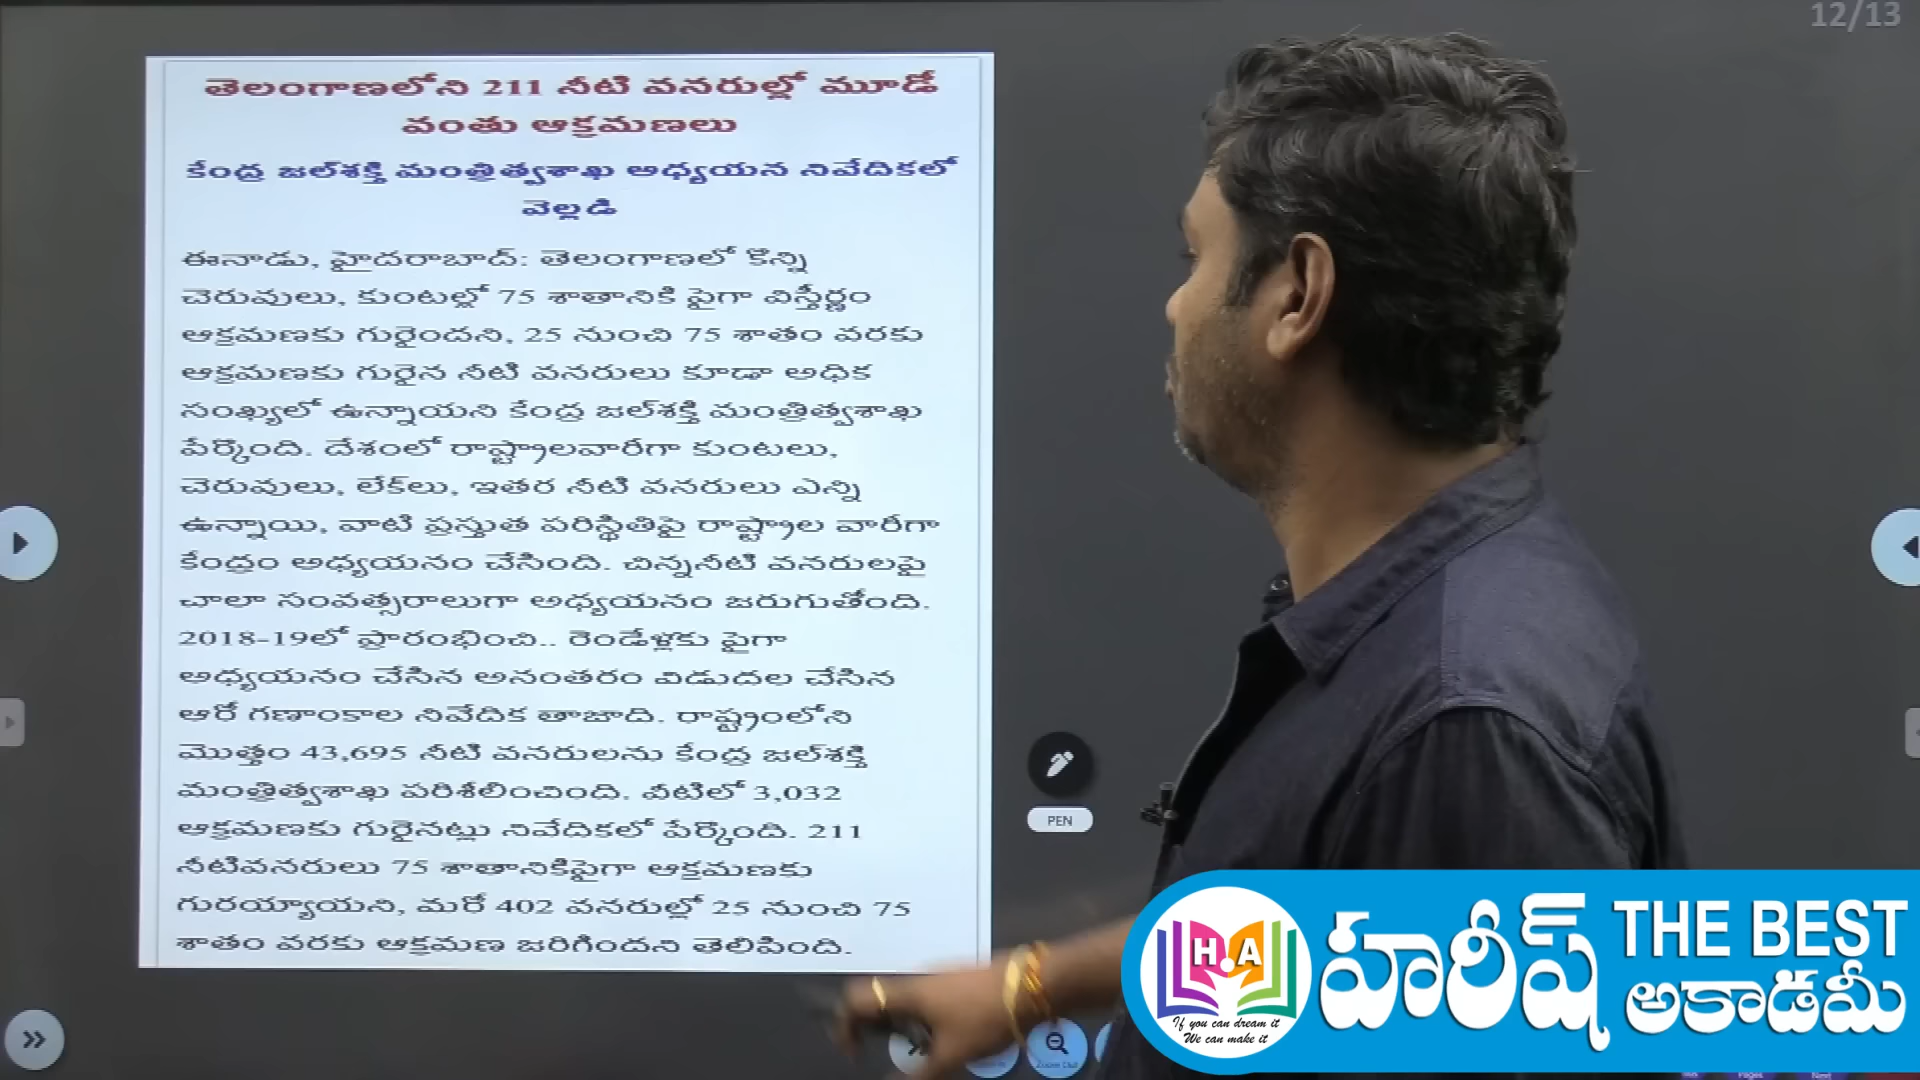 12/13
తెలంగాణలోని 211 నీటి వనరుల్లో మూడో
వంతు ఆక్రమణలు
కేంద్ర జల్‌శక్తి మంత్రిత్వశాఖ అధ్యయన నివేదికలో
వెల్లడి
ఈనాడు, హైదరాబాద్: తెలంగాణలో కొన్ని
చెరువులు, కుంటల్లో 75 శాతానికి పైగా విస్తీర్ణం
ఆక్రమణకు గురైందని, 25 నుంచి 75 శాతం వరకు
ఆక్రమణకు గురైన నీటి వనరులు కూడా అధిక
సంఖ్యలో ఉన్నాయని కేంద్ర జల్‌శక్తి మంత్రిత్వశాఖ
పేర్కొంది. దేశంలో రాష్ట్రాలవారీగా కుంటలు,
చెరువులు, లేక్‌లు, ఇతర నీటి వనరులు ఎన్ని
ఉన్నాయి, వాటి ప్రస్తుత పరిస్థితిపై రాష్ట్రాల వారీగా
కేంద్రం అధ్యయనం చేసింది. చిన్ననీటి వనరులపై
చాలా సంవత్సరాలుగా అధ్యయనం జరుగుతోంది.
2018-19లో ప్రారంభించి.. రెండేళ్లకు పైగా
అధ్యయనం చేసిన అనంతరం విడుదల చేసిన
ఆరో గణాంకాల నివేదిక తాజాది. రాష్ట్రంలోని
మొత్తం 43,695 నీటి వనరులను కేంద్ర జల్‌శక్తి
మంత్రిత్వశాఖ పరిశీలించింది. వీటిలో 3,032
ఆక్రమణకు గురైనట్లు నివేదికలో పేర్కొంది. 211
నీటివనరులు 75 శాతానికిపైగా ఆక్రమణకు
గురయ్యాయని, మరో 402 వనరుల్లో 25 నుంచి 75
శాతం వరకు ఆక్రమణ జరిగిందని తెలిపింది.
PEN
Zoom Out
Pages
Next
H.A
If you can dream it
We can make it
హరీష్ THE BEST
అకాడమీ